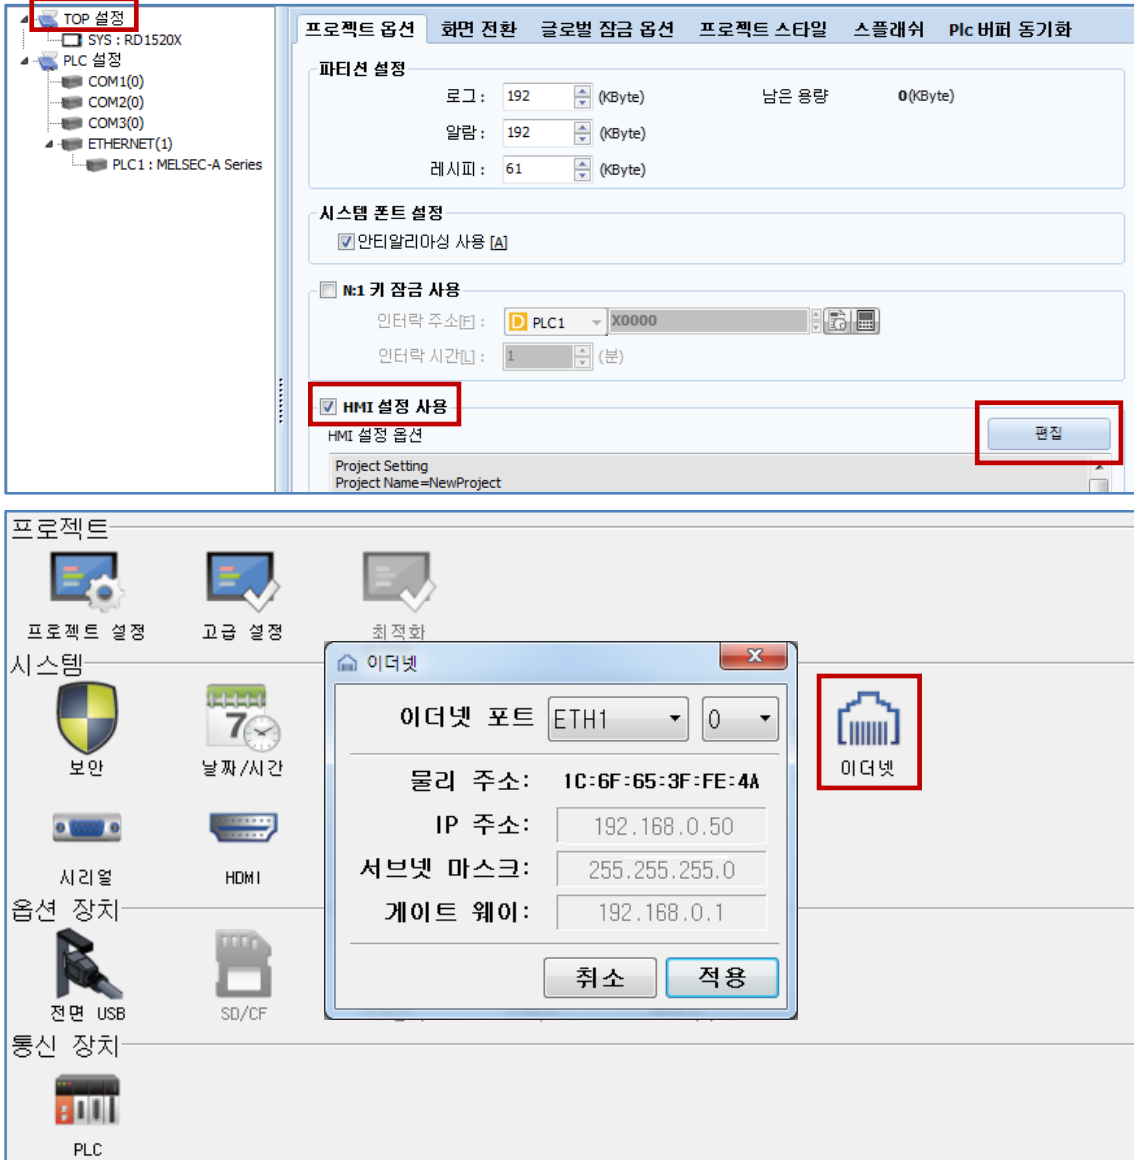 TOP 설정
SYS : RD1520X
PLC 설정
COM1(0)
COM2(0)
COM3(0)
ETHERNET(1)
PLC1 : MELSEC-A Series
프로젝트 옵션 화면 전환 글로벌 잠금 옵션 프로젝트 스타일 스플래쉬 Plc 버퍼 동기화
파티션 설정
로그 : 192 (KByte) 남은 용량 0(KByte)
알람 : 192 (KByte)
레시피 : 61 (KByte)
시스템 폰트 설정
안티알리아싱 사용 [A]
N:1 키 잠금 사용
인터락 주소[F] : D PLC1 X0000
인터락 시간[L] : 1 (분)
HMI 설정 사용
HMI 설정 옵션 편집
Project Setting
Project Name=NewProject
프로젝트
프로젝트 설정 고급 설정 최적화
시스템
보안 날짜/시간 이더넷
시리얼 HDMI
옵션 장치
전면 USB SD/CF
통신 장치
PLC
이더넷
이더넷 포트 ETH1 0
물리 주소: 1C:6F:65:3F:FE:4A
IP 주소: 192.168.0.50
서브넷 마스크: 255.255.255.0
게이트 웨이: 192.168.0.1
취소 적용